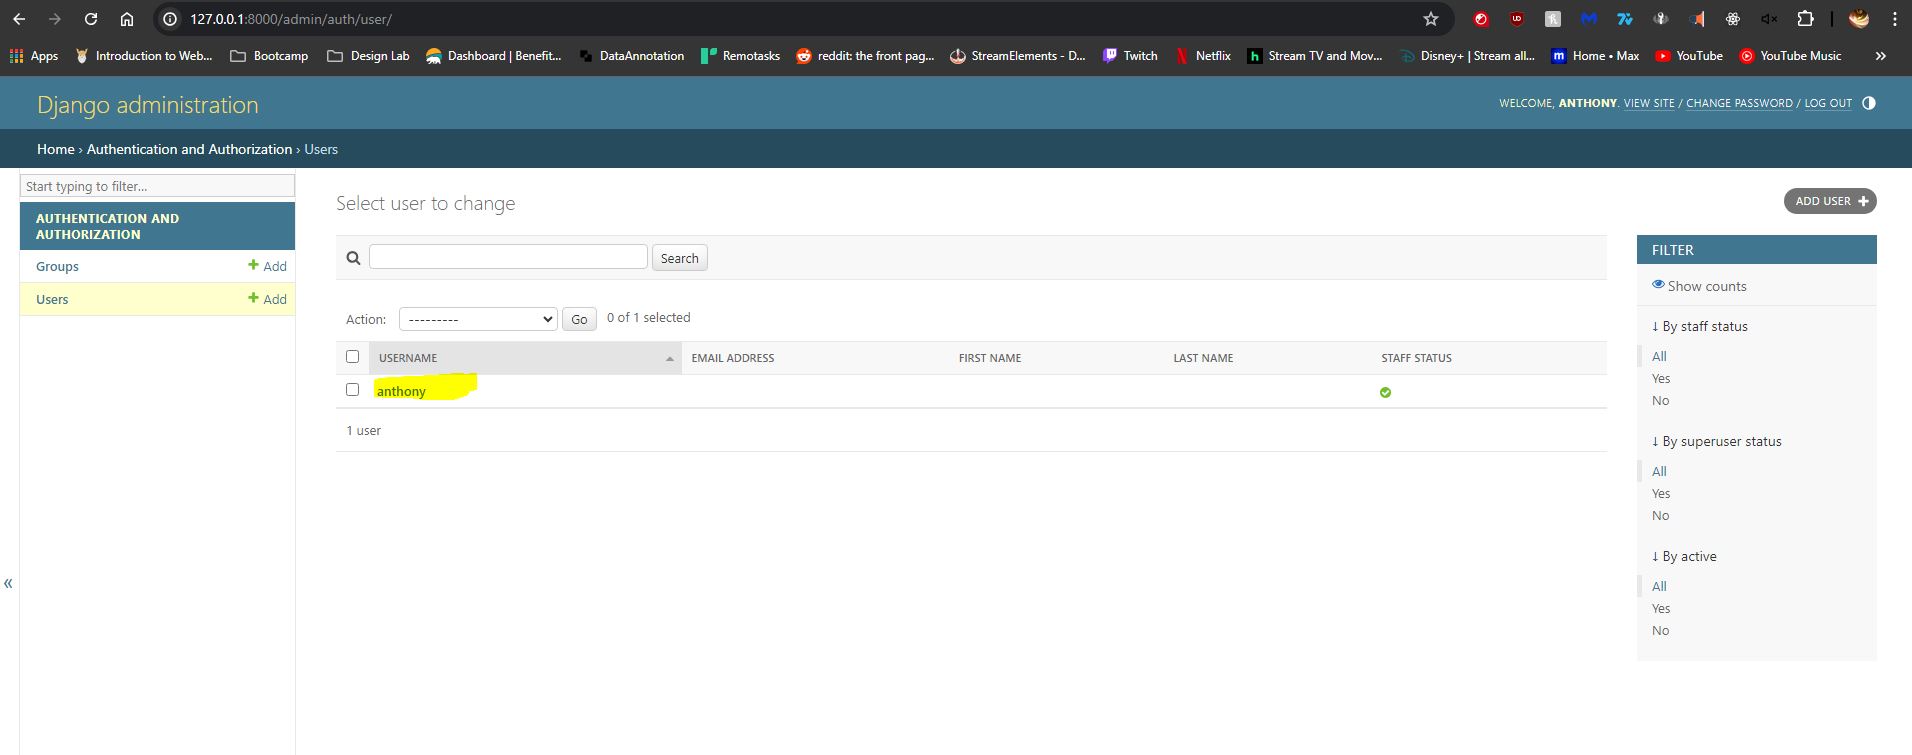 127.0.0.1:8000/admin/auth/user/
Apps Introduction to Web... Bootcamp Design Lab Dashboard | Benefit... DataAnnotation Remotasks reddit: the front pag... StreamElements - D... Twitch Netflix Stream TV and Mov... Disney+ | Stream all... Home • Max YouTube YouTube Music »
Django administration
WELCOME, ANTHONY. VIEW SITE / CHANGE PASSWORD / LOG OUT
Home › Authentication and Authorization › Users
Start typing to filter...
AUTHENTICATION AND
AUTHORIZATION
Groups + Add
Users + Add
«
Select user to change
ADD USER +
Search
Action: --------- Go 0 of 1 selected
USERNAME EMAIL ADDRESS FIRST NAME LAST NAME STAFF STATUS
anthony
1 user
FILTER
Show counts
↓ By staff status
All
Yes
No
↓ By superuser status
All
Yes
No
↓ By active
All
Yes
No